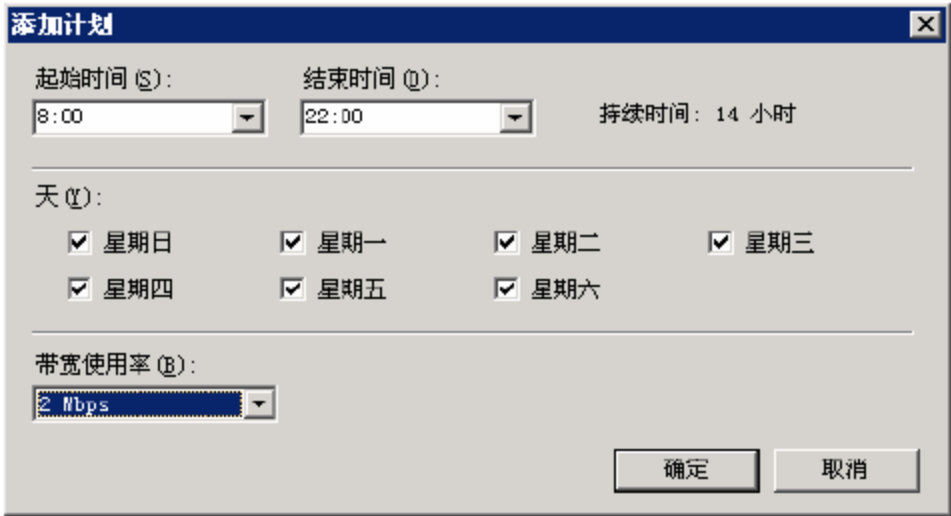 添加计划
起始时间(S):
结束时间(D):
8:00
22:00
持续时间: 14 小时
天(Y):
星期日
星期一
星期二
星期三
星期四
星期五
星期六
带宽使用率(B):
2 Mbps
确定
取消